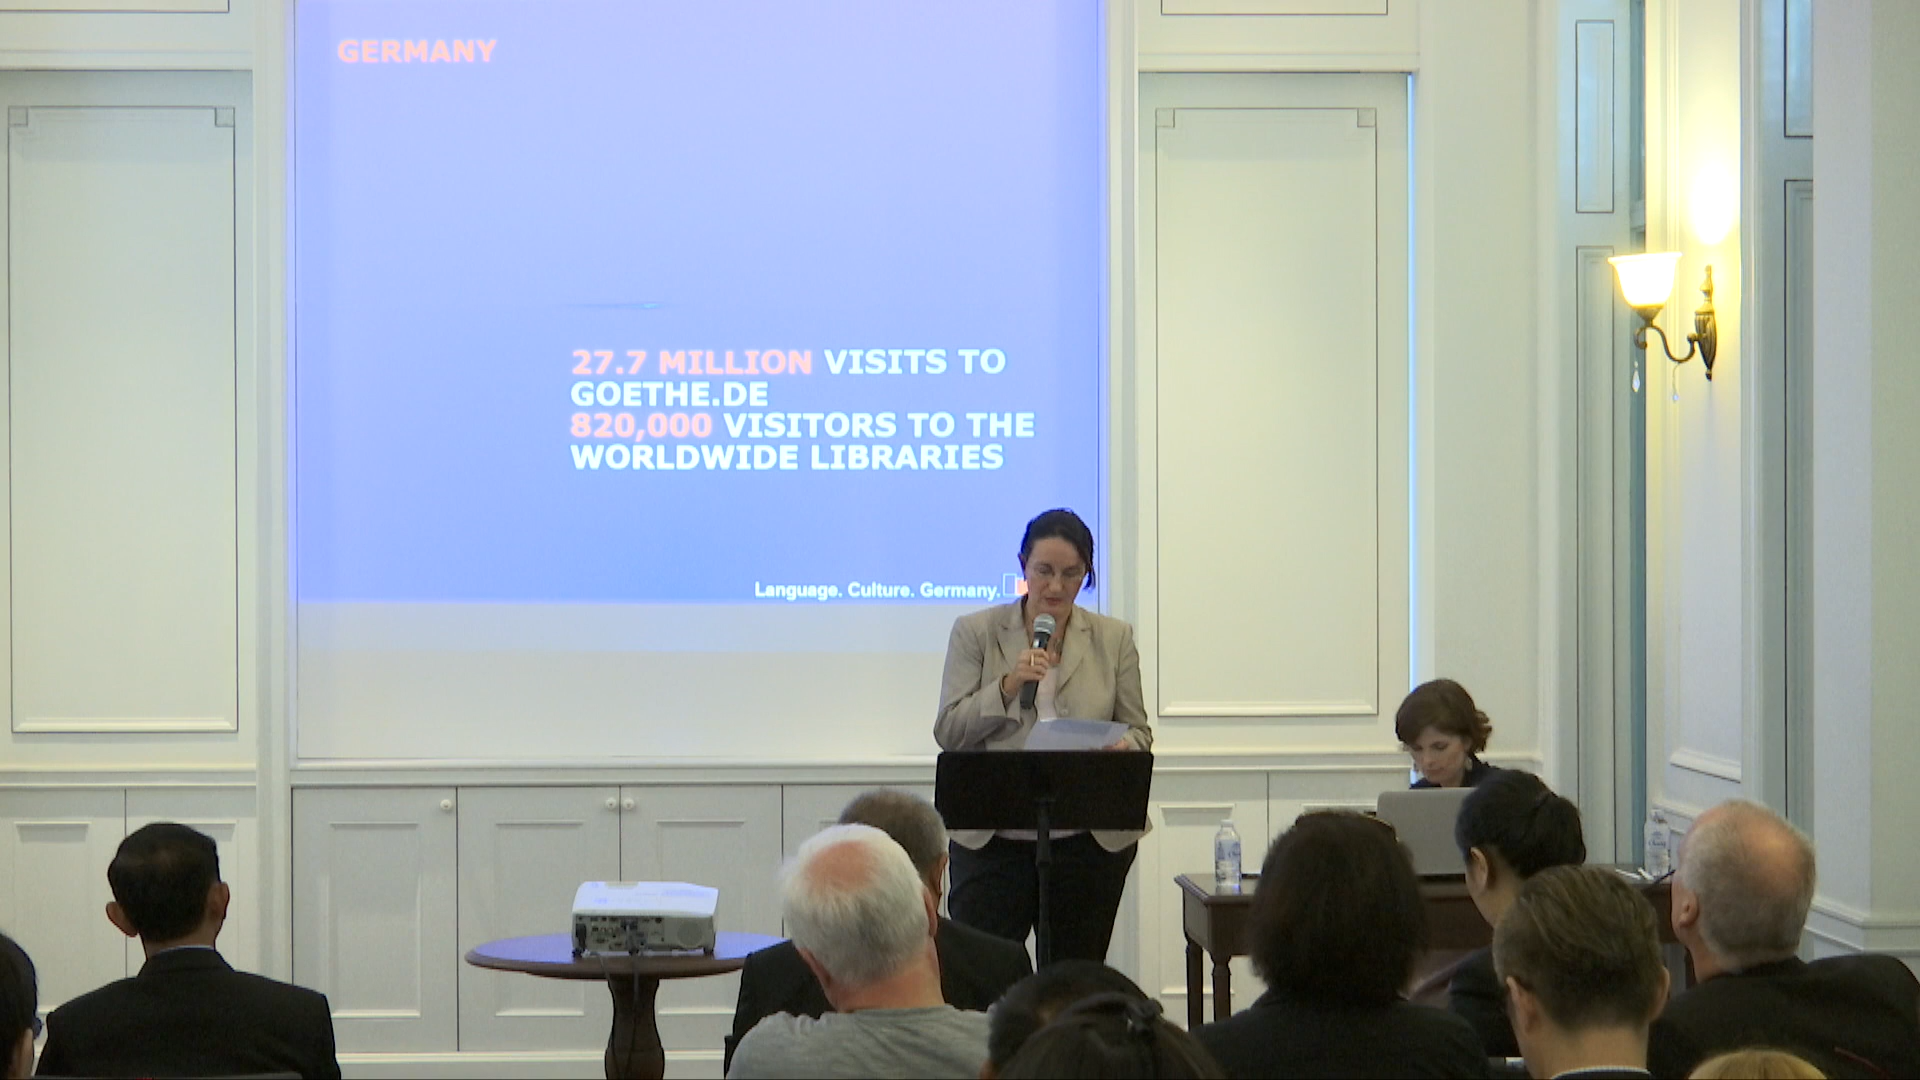 GERMANY
27.7 MILLION VISITS TO
GOETHE.DE
820,000 VISITORS TO THE
WORLDWIDE LIBRARIES
Language. Culture. Germany.